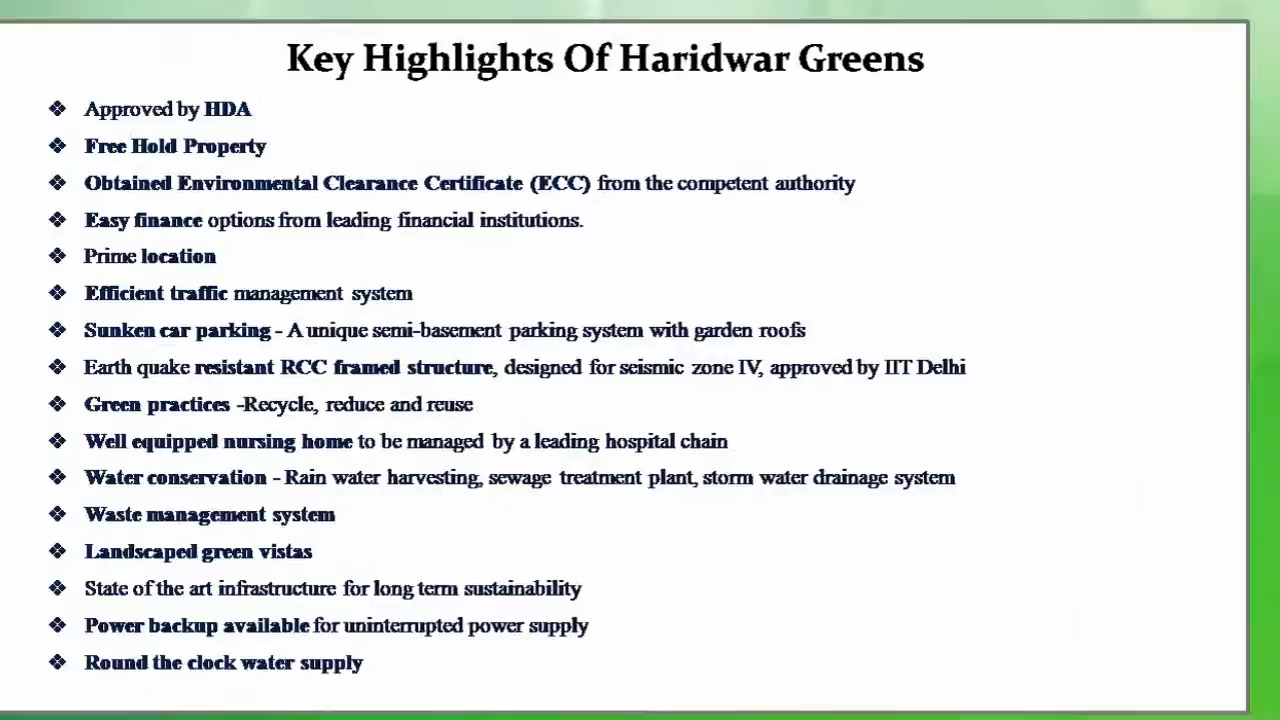 Key Highlights Of Haridwar Greens
❖ Approved by HDA
❖ Free Hold Property
❖ Obtained Environmental Clearance Certificate (ECC) from the competent authority
❖ Easy finance options from leading financial institutions.
❖ Prime location
❖ Efficient traffic management system
❖ Sunken car parking - A unique semi-basement parking system with garden roofs
❖ Earth quake resistant RCC framed structure, designed for seismic zone IV, approved by IIT Delhi
❖ Green practices -Recycle, reduce and reuse
❖ Well equipped nursing home to be managed by a leading hospital chain
❖ Water conservation - Rain water harvesting, sewage treatment plant, storm water drainage system
❖ Waste management system
❖ Landscaped green vistas
❖ State of the art infrastructure for long term sustainability
❖ Power backup available for uninterrupted power supply
❖ Round the clock water supply